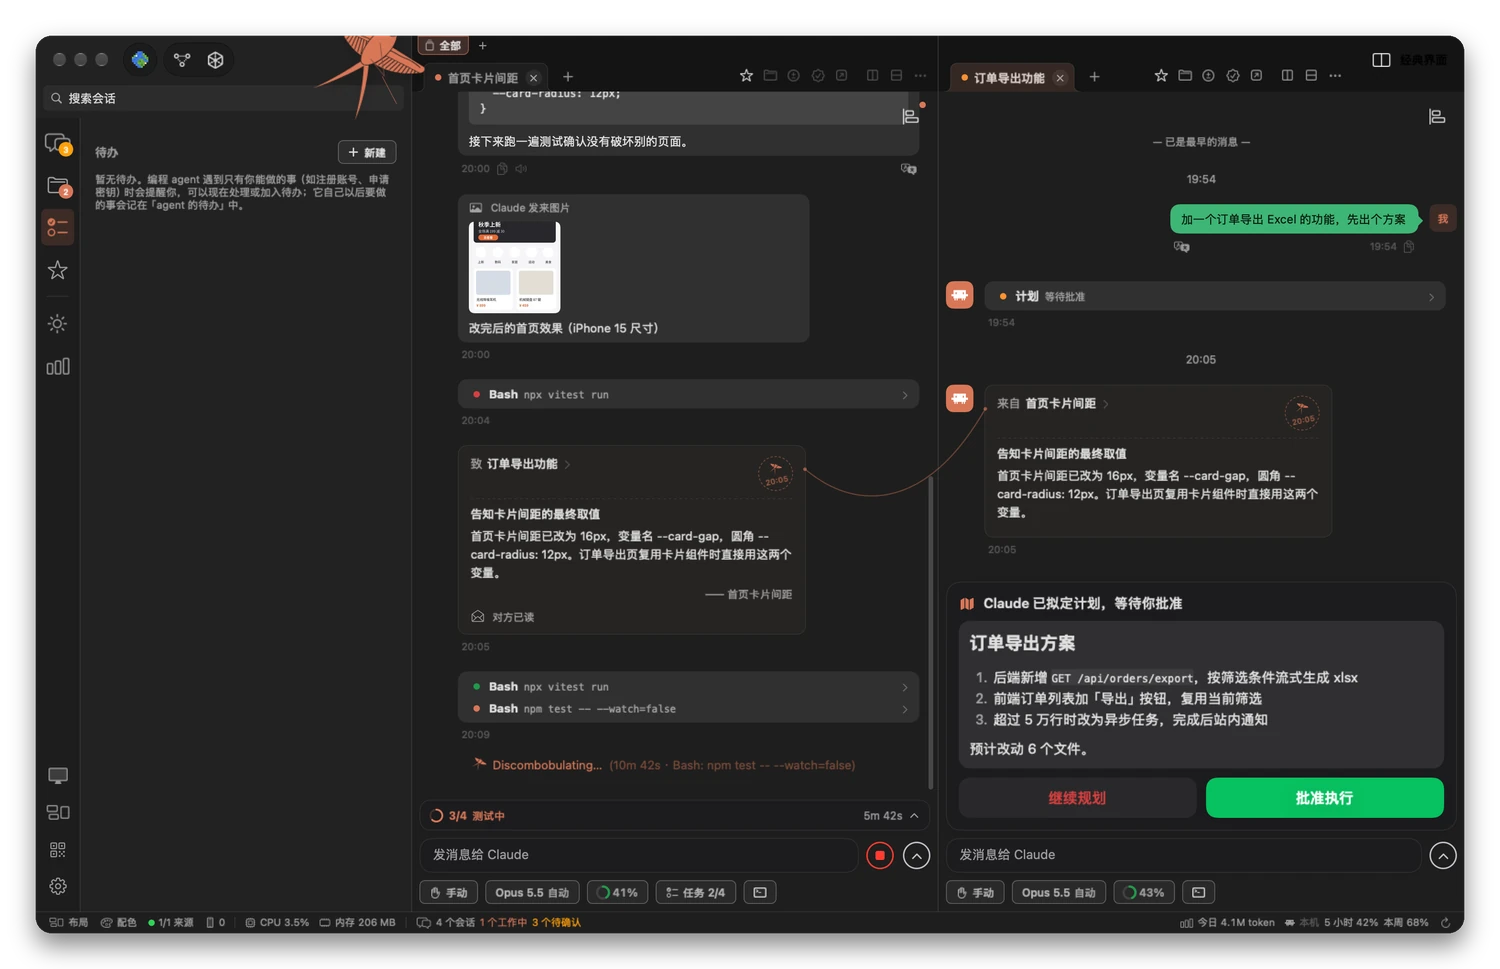 搜索会话
3
2
待办
新建
暂无待办。编程 agent 遇到只有你能做的事（如注册账号、申请
密钥）时会提醒你，可以现在处理或加入待办；它自己以后要做
的事会记在「agent 的待办」中。
全部
首页卡片间距
--card-radius: 12px;
}
接下来跑一遍测试确认没有破坏别的页面。
20:00
Claude 发来图片
秋季上新
改完后的首页效果（iPhone 15 尺寸）
20:00
Bash npx vitest run
20:04
致 订单导出功能
20:05
告知卡片间距的最终取值
首页卡片间距已改为 16px，变量名 --card-gap，圆角 --
card-radius: 12px。订单导出页复用卡片组件时直接用这两个
变量。
—— 首页卡片间距
对方已读
20:05
Bash npx vitest run
Bash npm test -- --watch=false
20:09
Discombobulating... (10m 42s · Bash: npm test -- --watch=false)
3/4 测试中
5m 42s
发消息给 Claude
手动
Opus 5.5 自动
41%
任务 2/4
订单导出功能
经典界面
— 已是最早的消息 —
19:54
加一个订单导出 Excel 的功能，先出个方案
我
19:54
计划 等待批准
19:54
20:05
来自 首页卡片间距
20:05
告知卡片间距的最终取值
首页卡片间距已改为 16px，变量名 --card-gap，圆角 --
card-radius: 12px。订单导出页复用卡片组件时直接用这两个
变量。
20:05
Claude 已拟定计划，等待你批准
订单导出方案
1. 后端新增 GET /api/orders/export，按筛选条件流式生成 xlsx
2. 前端订单列表加「导出」按钮，复用当前筛选
3. 超过 5 万行时改为异步任务，完成后站内通知
预计改动 6 个文件。
继续规划
批准执行
发消息给 Claude
手动
Opus 5.5 自动
43%
布局
配色
1/1 来源
0
CPU 3.5%
内存 206 MB
4 个会话 1 个工作中 3 个待确认
今日 4.1M token
本机 5 小时 42% 本周 68%